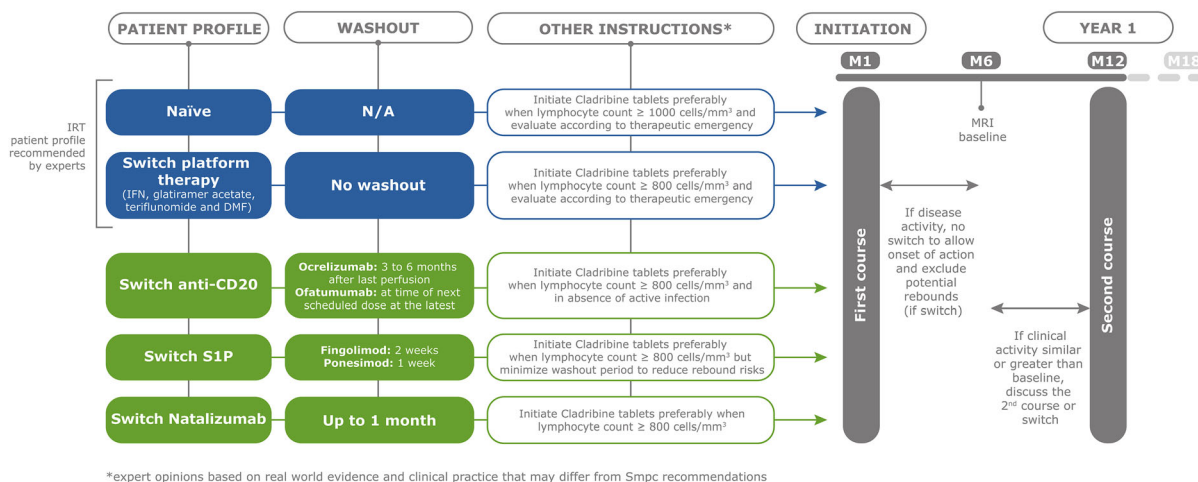 PATIENT PROFILE
WASHOUT
OTHER INSTRUCTIONS*
INITIATION
YEAR 1
M1
M6
M12
M18
MRI
baseline
IRT
patient profile
recommended
by experts
Naïve
N/A
Initiate Cladribine tablets preferably
when lymphocyte count ≥ 1000 cells/mm³ and
evaluate according to therapeutic emergency
Switch platform
therapy
(IFN, glatiramer acetate,
teriflunomide and DMF)
No washout
Initiate Cladribine tablets preferably
when lymphocyte count ≥ 800 cells/mm³ and
evaluate according to therapeutic emergency
Switch anti-CD20
Ocrelizumab: 3 to 6 months
after last perfusion
Ofatumumab: at time of next
scheduled dose at the latest
Initiate Cladribine tablets preferably
when lymphocyte count ≥ 800 cells/mm³ and
in absence of active infection
Switch S1P
Fingolimod: 2 weeks
Ponesimod: 1 week
Initiate Cladribine tablets preferably
when lymphocyte count ≥ 800 cells/mm³ but
minimize washout period to reduce rebound risks
Switch Natalizumab
Up to 1 month
Initiate Cladribine tablets preferably when
lymphocyte count ≥ 800 cells/mm³
First course
If disease
activity, no
switch to allow
onset of action
and exclude
potential
rebounds
(if switch)
If clinical
activity similar
or greater than
baseline,
discuss the
2nd course or
switch
Second course
*expert opinions based on real world evidence and clinical practice that may differ from Smpc recommendations